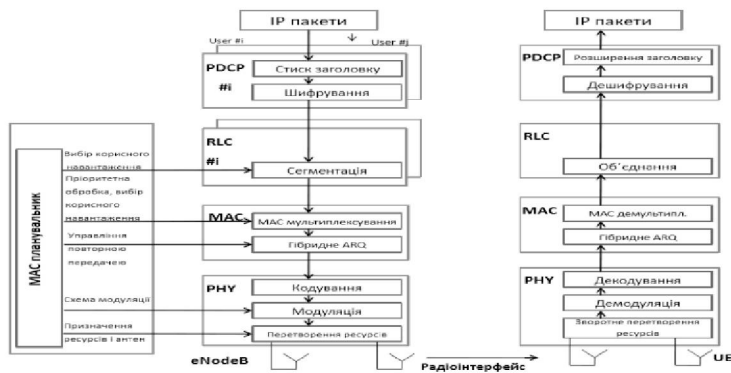 IP пакети
User #i
User #j
PDCP
#i
Стиск заголовку
Шифрування
RLC
#i
Сегментація
MAC
MAC мультиплексування
Гібридне ARQ
PHY
Кодування
Модуляція
Перетворення ресурсів
eNodeB
MAC планувальник
Вибір корисного
навантаження
Пріоритетна
обробка, вибір
корисного
навантаження
Управління
повторною
передачею
Схема модуляції
Призначення
ресурсів і антен
Радіоінтерфейс
IP пакети
PDCP
Розширення заголовку
Дешифрування
RLC
Об´єднання
MAC
MAC демультипл.
Гібридне ARQ
PHY
Декодування
Демодуляція
Зворотне перетворення
ресурсів
UE